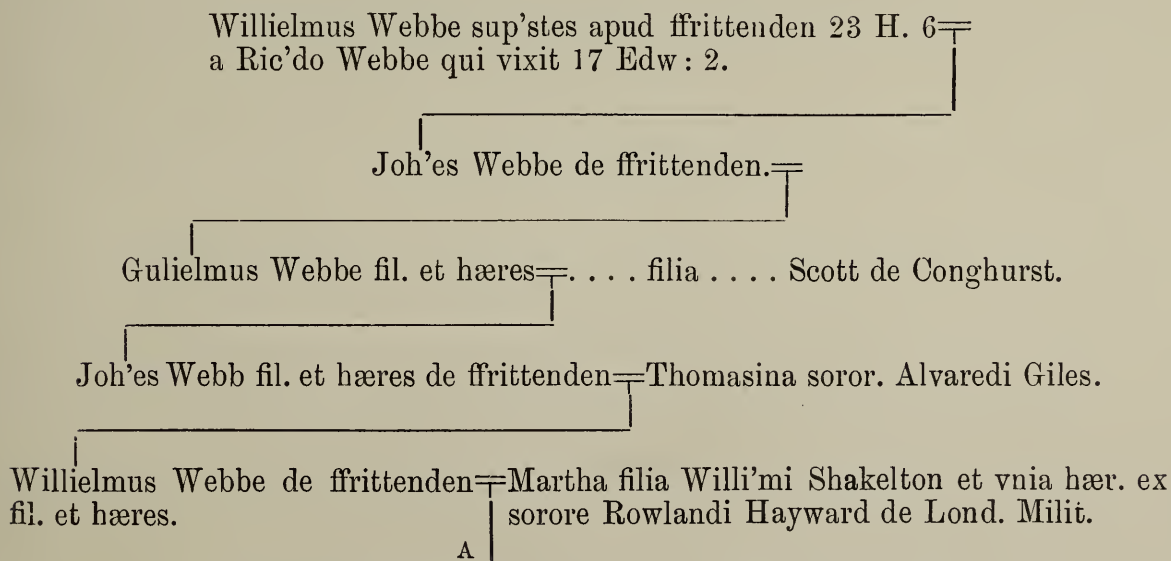 Willielmus Webbe sup'stes apud ffrittenden 23 H. 6
a Ric'do Webbe qui vixit 17 Edw : 2.
Joh'es Webbe de ffrittenden.
Gulielmus Webbe fil. et hæres . . . . filia . . . . Scott de Conghurst.
Joh'es Webb fil. et hæres de ffrittenden Thomasina soror. Alvaredi Giles.
Willielmus Webbe de ffrittenden Martha filia Willi'mi Shakelton et vnia hær. ex
fil. et hæres. sorore Rowlandi Hayward de Lond. Milit.
A